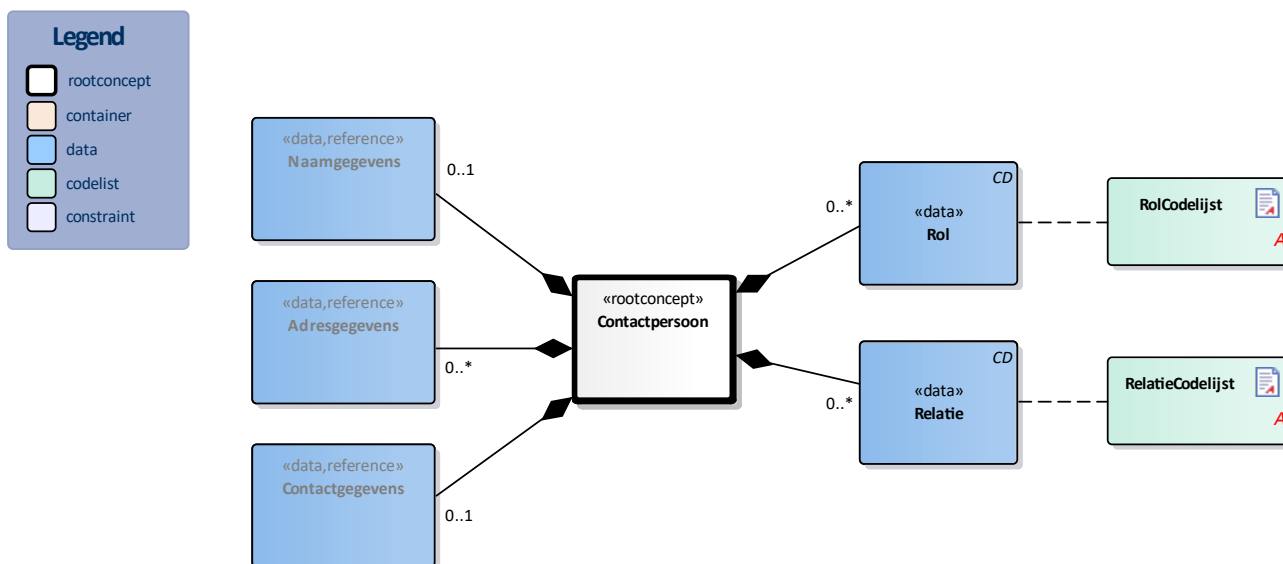 Legend
rootconcept
container
data
codelist
constraint
«data,reference»
Naamgegevens
0..1
«data,reference»
Adresgegevens
0..*
«data,reference»
Contactgegevens
0..1
«rootconcept»
Contactpersoon
CD
«data»
Rol
0..*
CD
«data»
Relatie
0..*
RolCodelijst
A
RelatieCodelijst
A